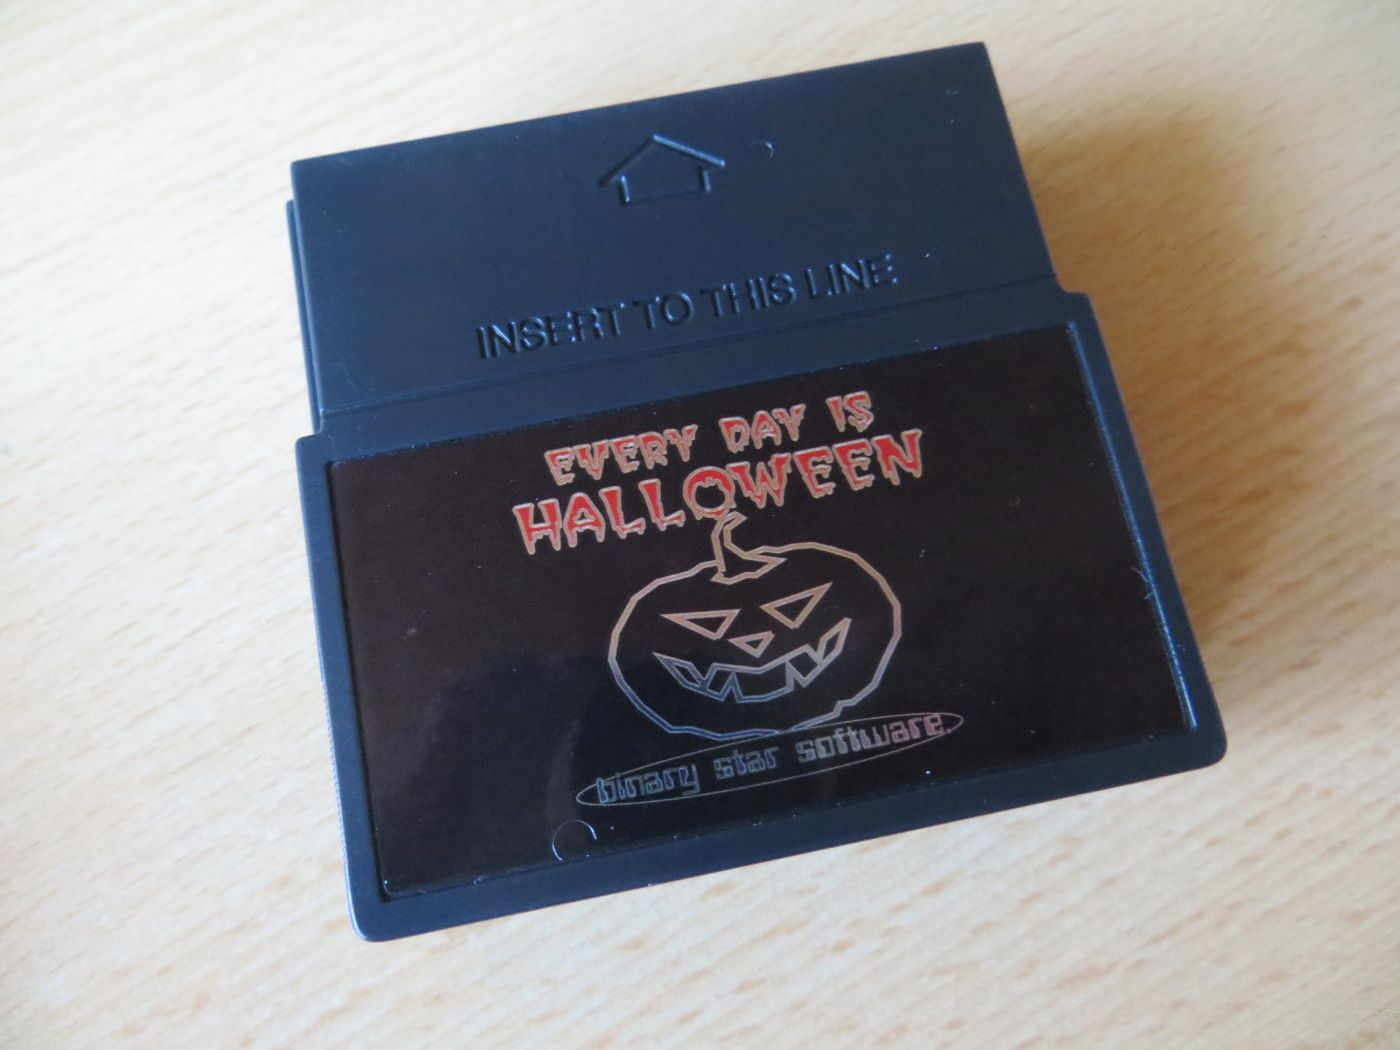 INSERT TO THIS LINE
EVERY DAY IS
HALLOWEEN
binary star software